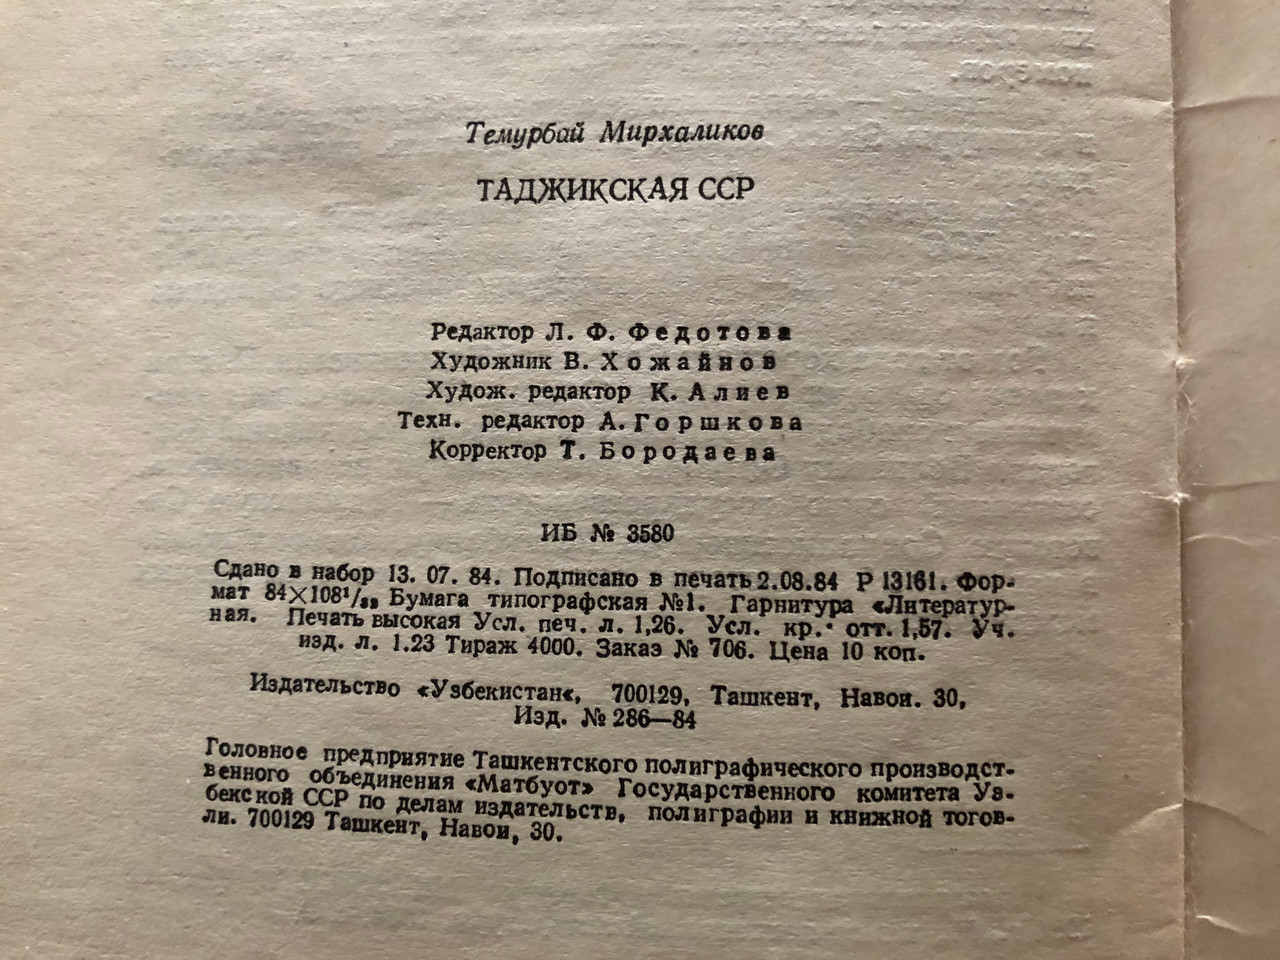 Темурбай Мирхаликов
ТАДЖИКСКАЯ ССР
Редактор Л. Ф. Федотова
Художник В. Хожайнов
Худож. редактор К. Алиев
Техн. редактор А. Горшкова
Корректор Т. Бородаева
ИБ № 3580
Сдано в набор 13. 07. 84. Подписано в печать 2.08.84 Р 13161. Фор-
мат 84×108¹/₃₂ Бумага типографская №1. Гарнитура «Литератур-
ная. Печать высокая Усл. печ. л. 1,26. Усл. кр.· отт. 1,57. Уч.
изд. л. 1.23 Тираж 4000. Заказ № 706. Цена 10 коп.
Издательство «Узбекистан«, 700129, Ташкент, Навои. 30,
Изд. № 286—84
Головное предприятие Ташкентского полиграфического производст-
венного объединения «Матбуот» Государственного комитета Уз-
бекской ССР по делам издательств, полиграфии и книжной тогов-
ли. 700129 Ташкент, Навои, 30.